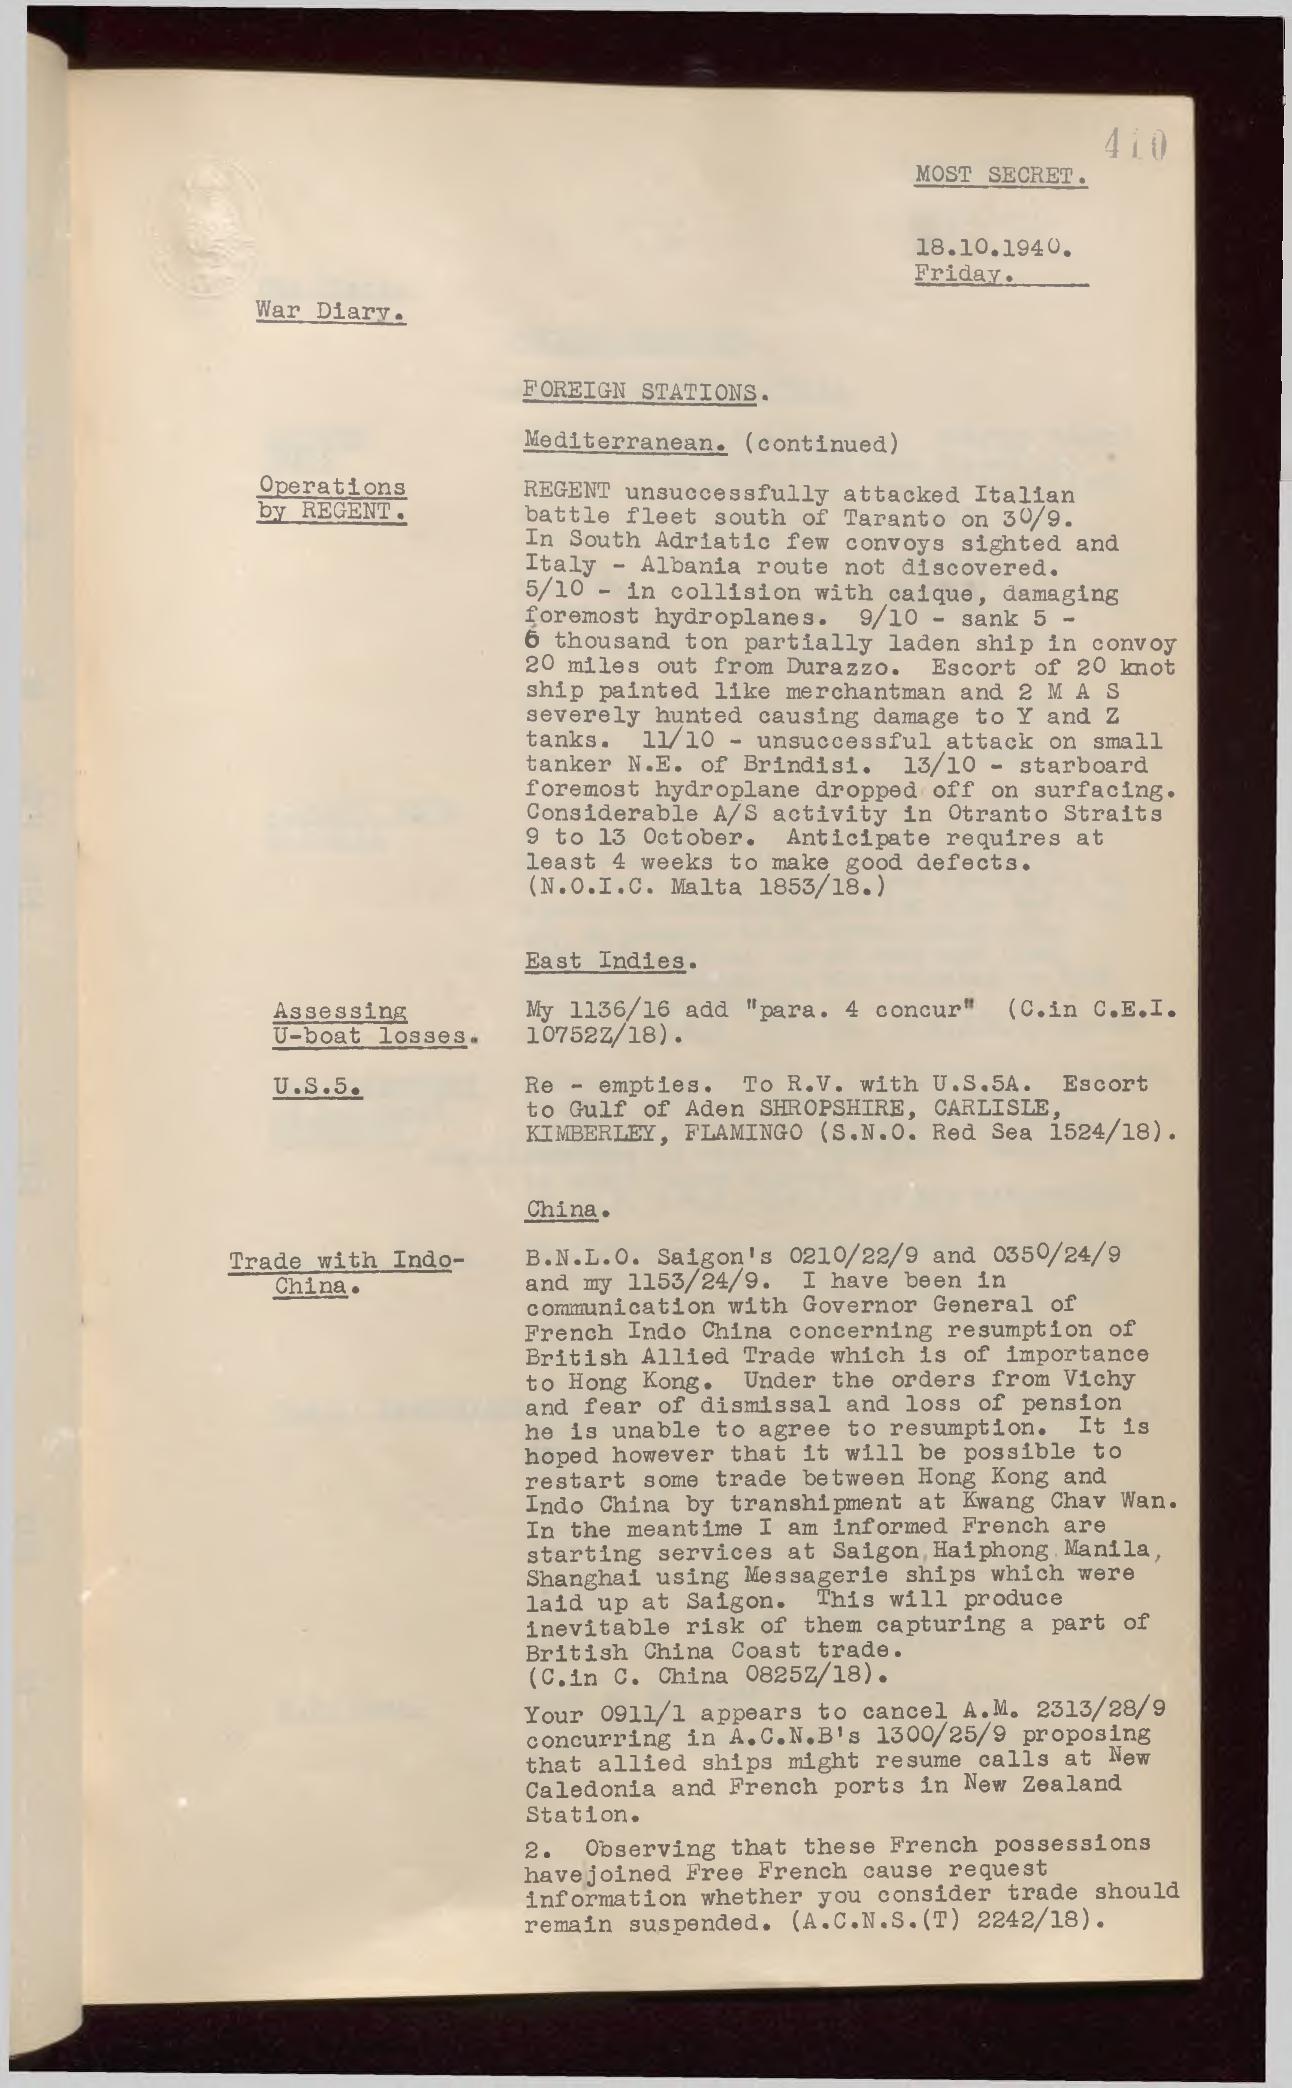 410
MOST SECRET.
18.10.1940.
Friday.
War Diary.
FOREIGN STATIONS.
Mediterranean. (continued)
Operations
by REGENT.
REGENT unsuccessfully attacked Italian
battle fleet south of Taranto on 30/9.
In South Adriatic few convoys sighted and
Italy - Albania route not discovered.
5/10 - in collision with caique, damaging
foremost hydroplanes. 9/10 - sank 5 -
6 thousand ton partially laden ship in convoy
20 miles out from Durazzo. Escort of 20 knot
ship painted like merchantman and 2 M A S
severely hunted causing damage to Y and Z
tanks. 11/10 - unsuccessful attack on small
tanker N.E. of Brindisi. 13/10 - starboard
foremost hydroplane dropped off on surfacing.
Considerable A/S activity in Otranto Straits
9 to 13 October. Anticipate requires at
least 4 weeks to make good defects.
(N.O.I.C. Malta 1853/18.)
East Indies.
Assessing
U-boat losses.
My 1136/16 add "para. 4 concur" (C.in C.E.I.
10752Z/18).
U.S.5.
Re - empties. To R.V. with U.S.5A. Escort
to Gulf of Aden SHROPSHIRE, CARLISLE,
KIMBERLEY, FLAMINGO (S.N.O. Red Sea 1524/18).
China.
Trade with Indo-
China.
B.N.L.O. Saigon's 0210/22/9 and 0350/24/9
and my 1153/24/9. I have been in
communication with Governor General of
French Indo China concerning resumption of
British Allied Trade which is of importance
to Hong Kong. Under the orders from Vichy
and fear of dismissal and loss of pension
he is unable to agree to resumption. It is
hoped however that it will be possible to
restart some trade between Hong Kong and
Indo China by transhipment at Kwang Chav Wan.
In the meantime I am informed French are
starting services at Saigon, Haiphong, Manila,
Shanghai using Messagerie ships which were
laid up at Saigon. This will produce
inevitable risk of them capturing a part of
British China Coast trade.
(C.in C. China 0825Z/18).
Your 0911/1 appears to cancel A.M. 2313/28/9
concurring in A.C.N.B's 1300/25/9 proposing
that allied ships might resume calls at New
Caledonia and French ports in New Zealand
Station.
2. Observing that these French possessions
have joined Free French cause request
information whether you consider trade should
remain suspended. (A.C.N.S.(T) 2242/18).